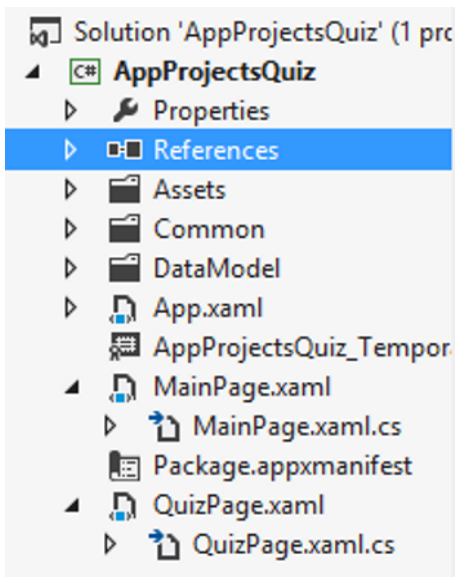 Solution 'AppProjectsQuiz' (1 pro
C# AppProjectsQuiz
Properties
References
Assets
Common
DataModel
App.xaml
AppProjectsQuiz_Tempor
MainPage.xaml
MainPage.xaml.cs
Package.appxmanifest
QuizPage.xaml
QuizPage.xaml.cs